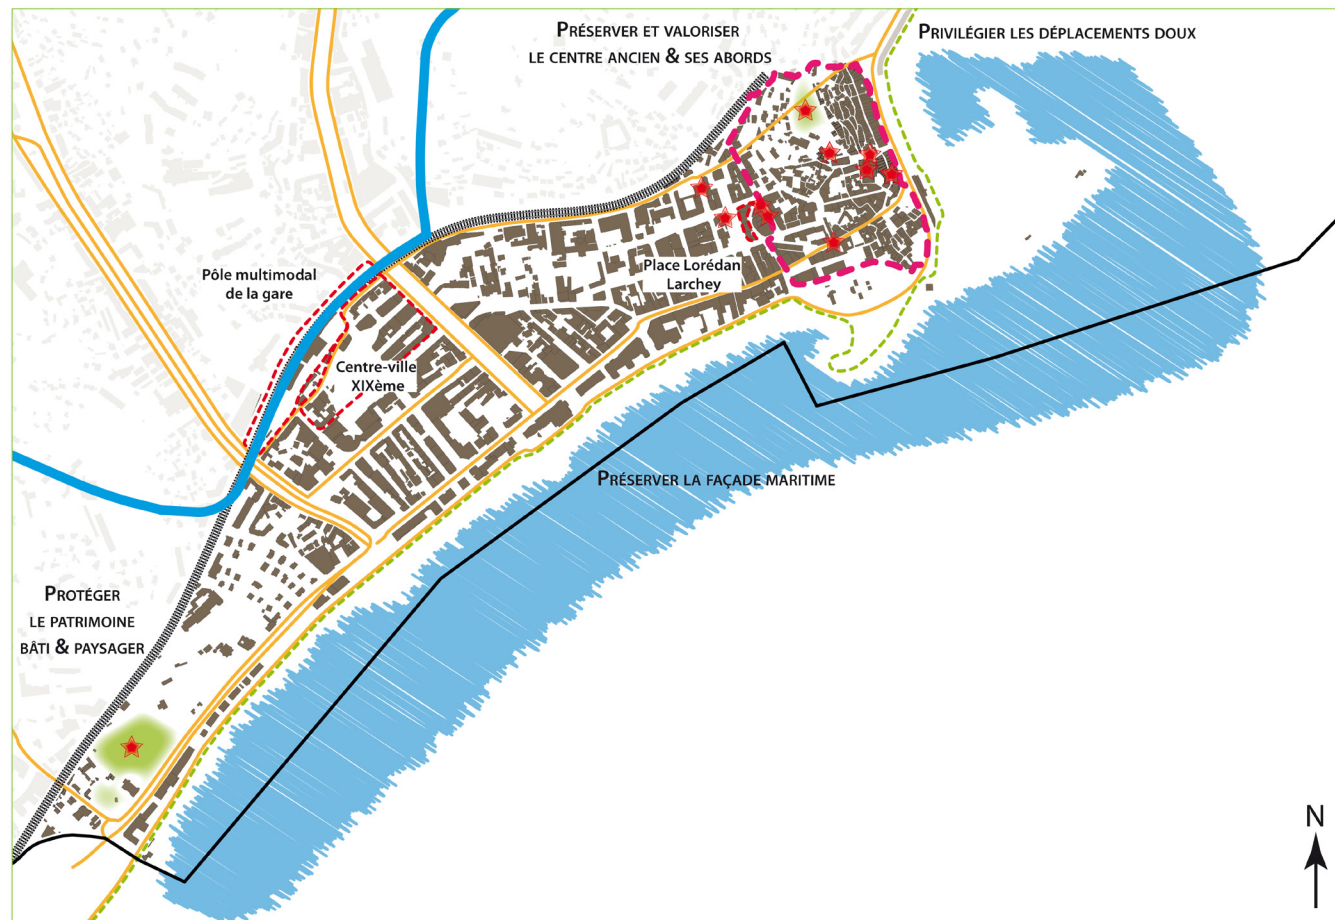 PRÉSERVER ET VALORISER
LE CENTRE ANCIEN & SES ABORDS
PRIVILÉGIER LES DÉPLACEMENTS DOUX
Pôle multimodal
de la gare
Place Lorédan
Larchey
Centre-ville
XIXème
PRÉSERVER LA FAÇADE MARITIME
PROTÉGER
LE PATRIMOINE
BÂTI & PAYSAGER
N